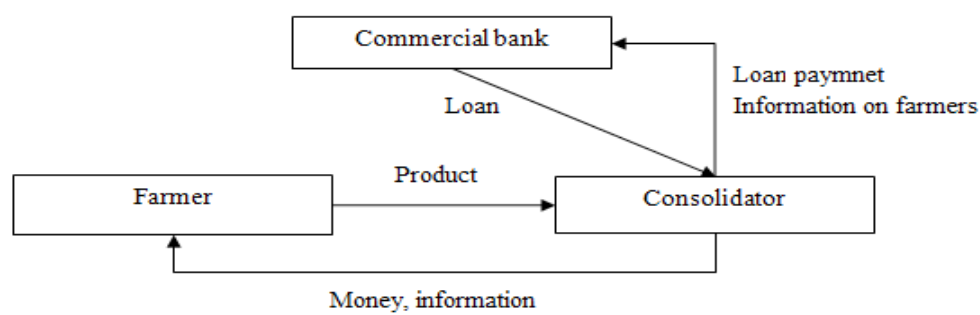 Commercial bank
Loan paymnet
Information on farmers
Loan
Product
Farmer
Consolidator
Money, information